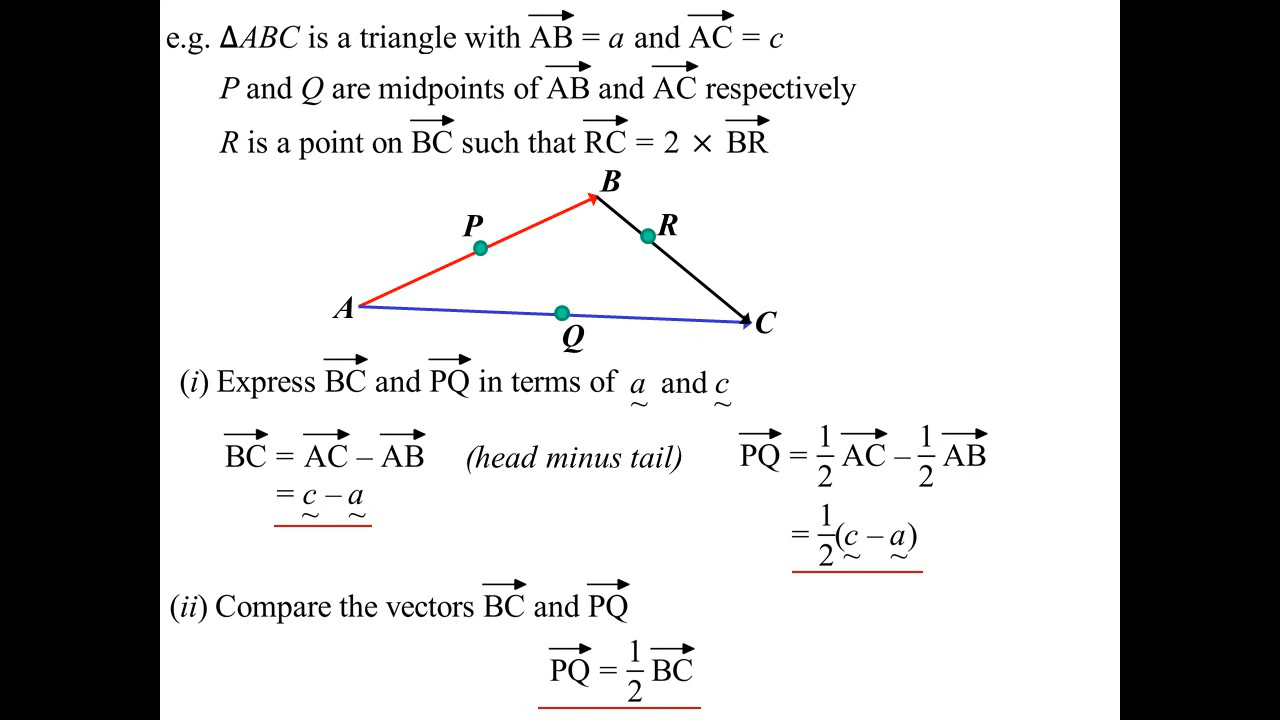 e.g. ΔABC is a triangle with AB⃗ = a and AC⃗ = c
P and Q are midpoints of AB⃗ and AC⃗ respectively
R is a point on BC⃗ such that RC⃗ = 2 × BR⃗
B
P
R
A
C
Q
(i) Express BC⃗ and PQ⃗ in terms of a̰ and c̰
BC⃗ = AC⃗ – AB⃗ (head minus tail) PQ⃗ = 1/2 AC⃗ – 1/2 AB⃗
= c̰ – a̰
= 1/2(c̰ – a̰)
(ii) Compare the vectors BC⃗ and PQ⃗
PQ⃗ = 1/2 BC⃗